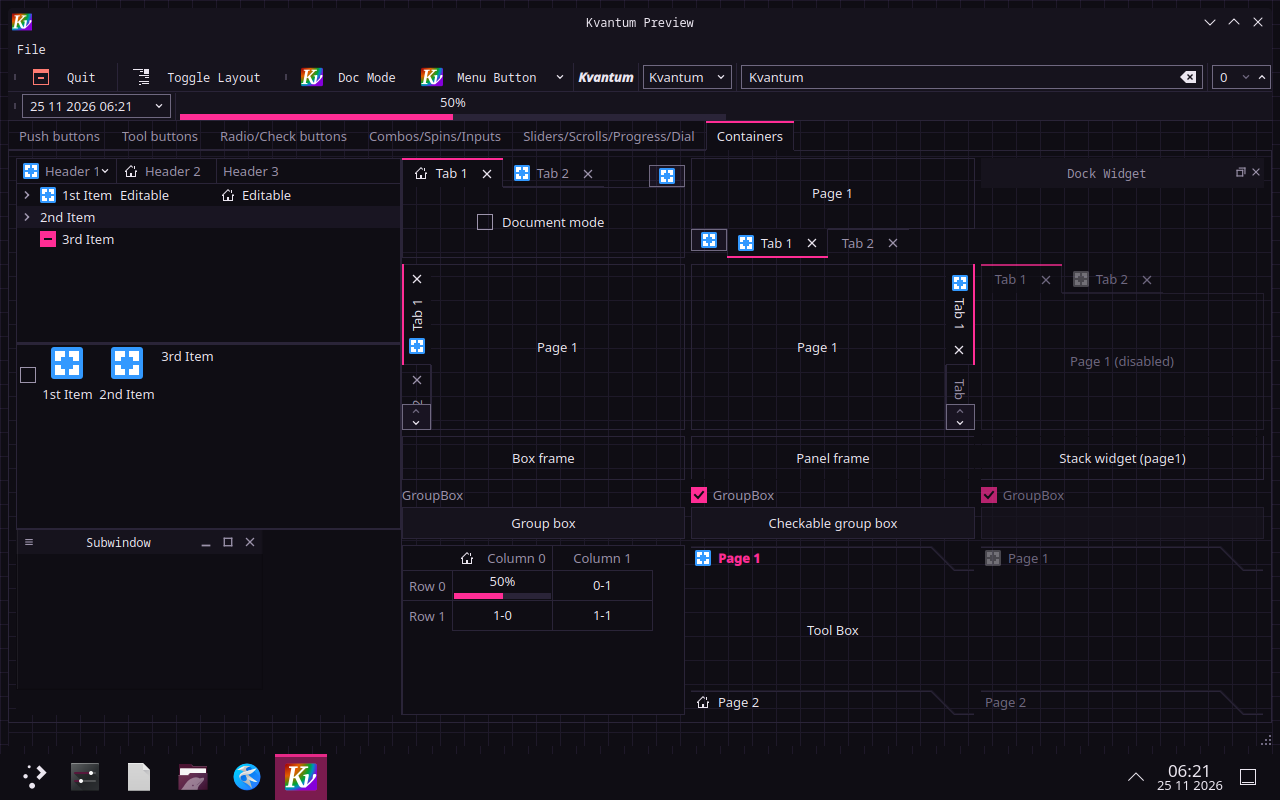 Kvantum Preview
File
Quit
Toggle Layout
Doc Mode
Menu Button
Kvantum
Kvantum
Kvantum
0
25 11 2026 06:21
50%
Push buttons
Tool buttons
Radio/Check buttons
Combos/Spins/Inputs
Sliders/Scrolls/Progress/Dial
Containers
Header 1
Header 2
Header 3
1st Item
Editable
Editable
2nd Item
3rd Item
1st Item
2nd Item
3rd Item
Subwindow
Tab 1
Tab 2
Document mode
Page 1
Tab 1
Tab 2
Dock Widget
Tab 1
Page 1
Page 1
Tab 1
Tab
Tab 1
Tab 2
Page 1 (disabled)
Box frame
Panel frame
Stack widget (page1)
GroupBox
Group box
GroupBox
Checkable group box
GroupBox
Column 0
Column 1
Row 0
50%
0-1
Row 1
1-0
1-1
Page 1
Tool Box
Page 2
Page 1
Page 2
Kv
06:21
25 11 2026